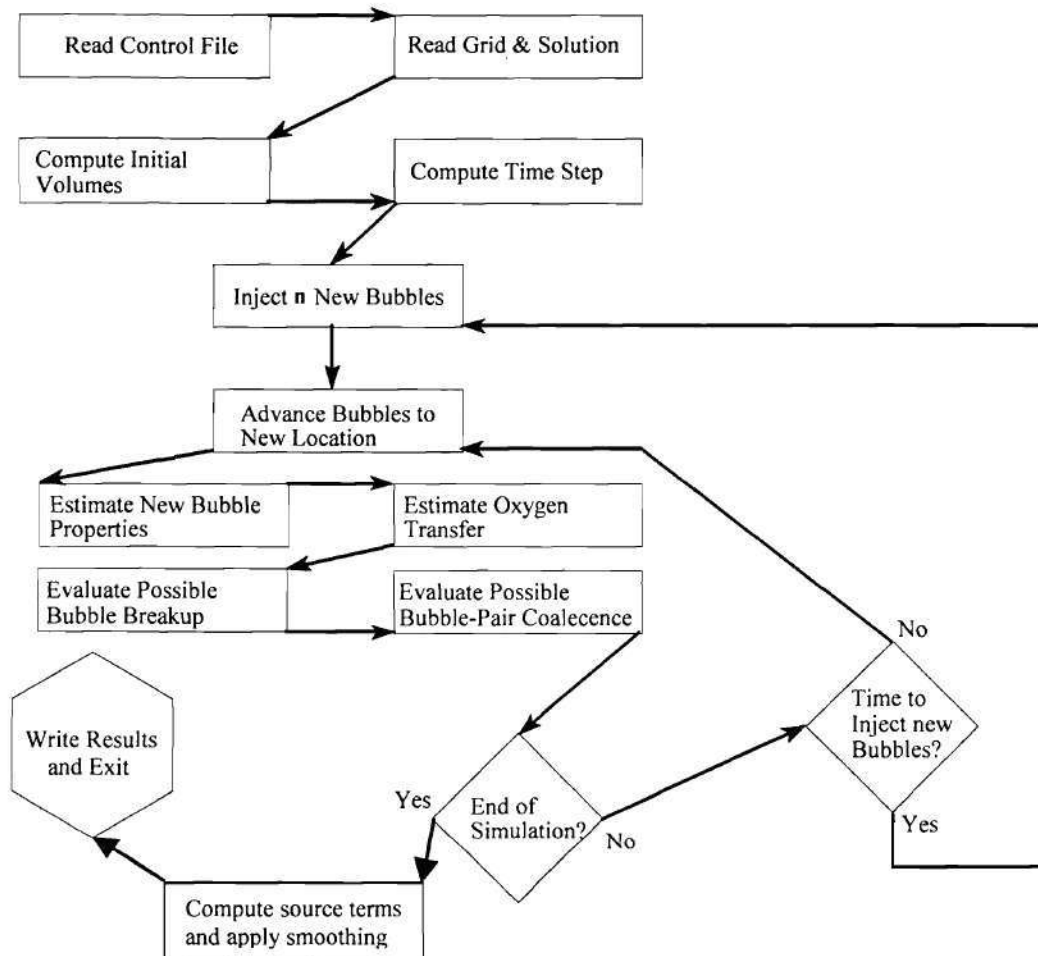 Read Control File
Read Grid & Solution
Compute Initial
Volumes
Compute Time Step
Inject n New Bubbles
Advance Bubbles to
New Location
Estimate New Bubble
Properties
Estimate Oxygen
Transfer
Evaluate Possible
Bubble Breakup
Evaluate Possible
Bubble-Pair Coalecence
No
Time to
Inject new
Bubbles?
Yes
Write Results
and Exit
Yes
End of
Simulation?
No
Compute source terms
and apply smoothing